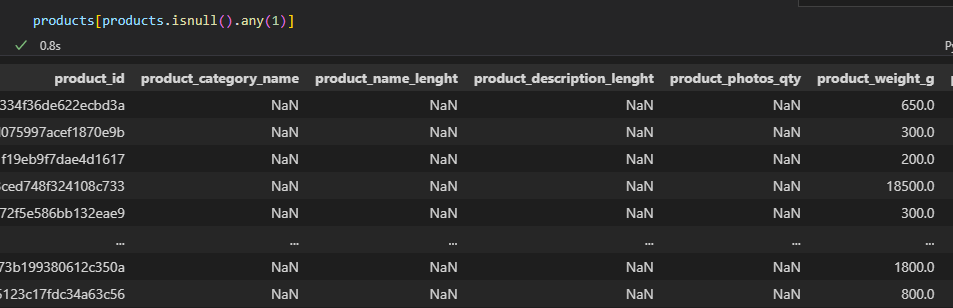 products[products.isnull().any(1)]
✓ 0.8s
product_id product_category_name product_name_lenght product_description_lenght product_photos_qty product_weight_g
334f36de622ecbd3a NaN NaN NaN NaN 650.0
075997acef1870e9b NaN NaN NaN NaN 300.0
f19eb9f7dae4d1617 NaN NaN NaN NaN 200.0
ced748f324108c733 NaN NaN NaN NaN 18500.0
72f5e586bb132eae9 NaN NaN NaN NaN 300.0
... ... ... ... ... ...
73b199380612c350a NaN NaN NaN NaN 1800.0
5123c17fdc34a63c56 NaN NaN NaN NaN 800.0